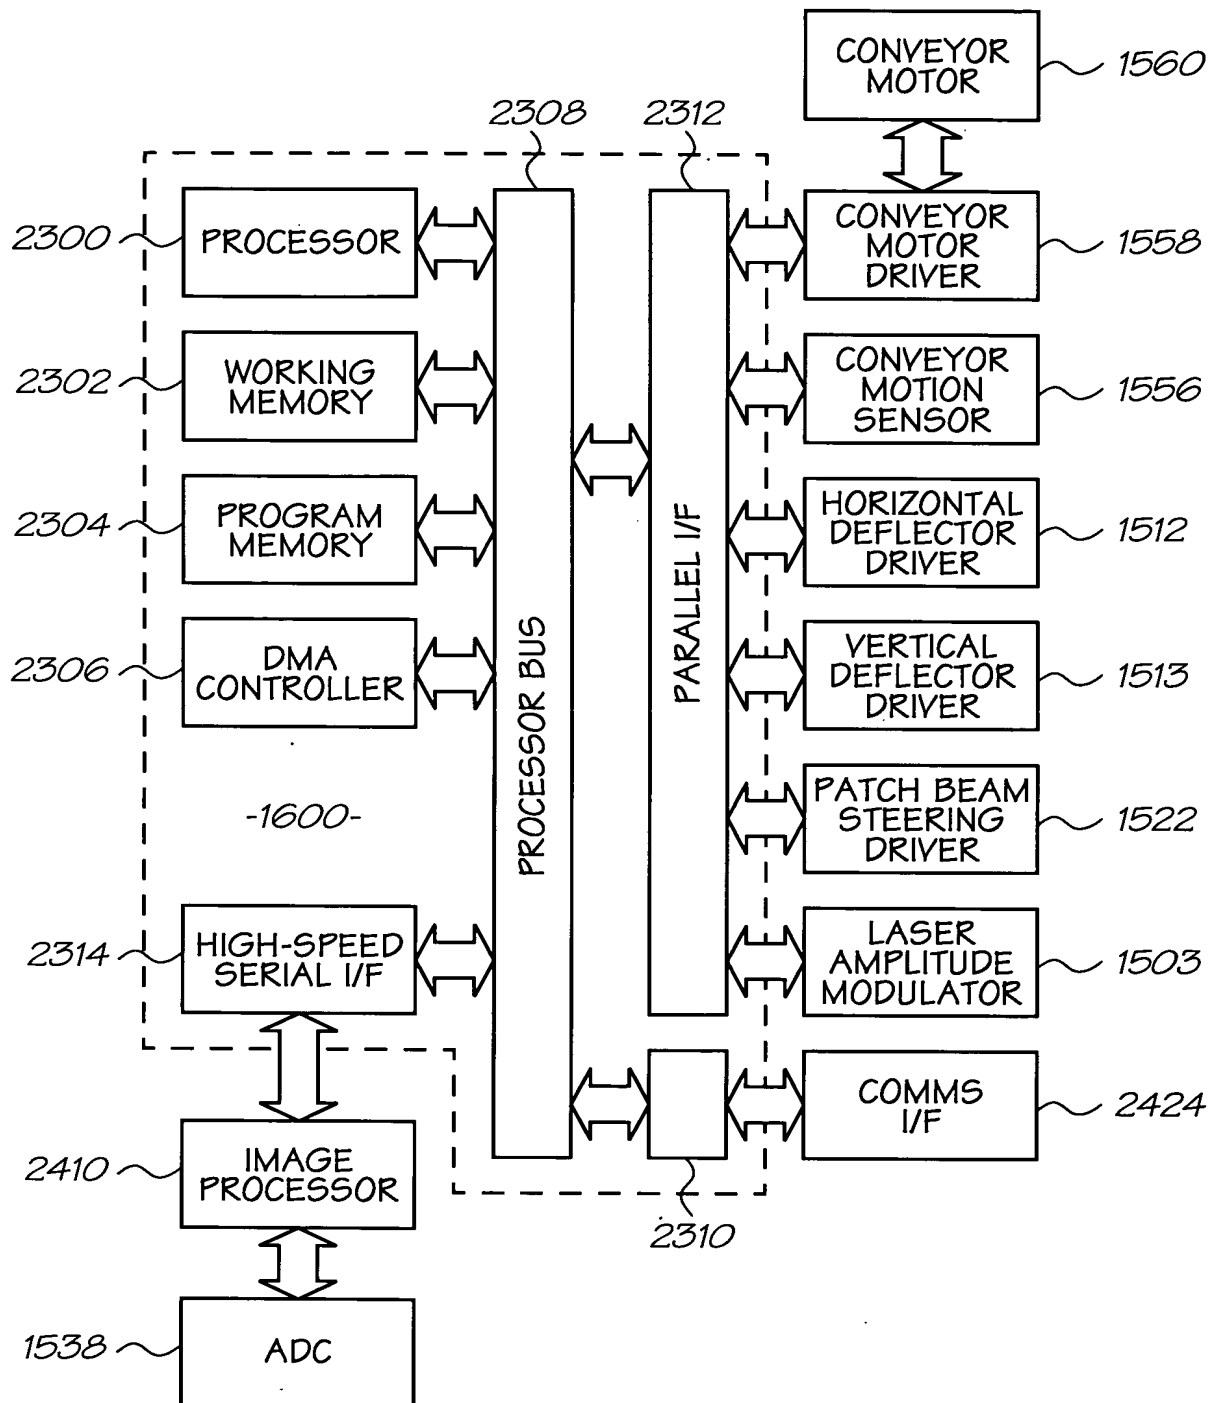 CONVEYOR
MOTOR
1560
2308
2312
2300
PROCESSOR
CONVEYOR
MOTOR
DRIVER
1558
2302
WORKING
MEMORY
CONVEYOR
MOTION
SENSOR
1556
2304
PROGRAM
MEMORY
HORIZONTAL
DEFLECTOR
DRIVER
1512
2306
DMA
CONTROLLER
PROCESSOR BUS
PARALLEL I/F
VERTICAL
DEFLECTOR
DRIVER
1513
-1600-
PATCH BEAM
STEERING
DRIVER
1522
2314
HIGH-SPEED
SERIAL I/F
LASER
AMPLITUDE
MODULATOR
1503
COMMS
I/F
2424
2410
IMAGE
PROCESSOR
2310
1538
ADC